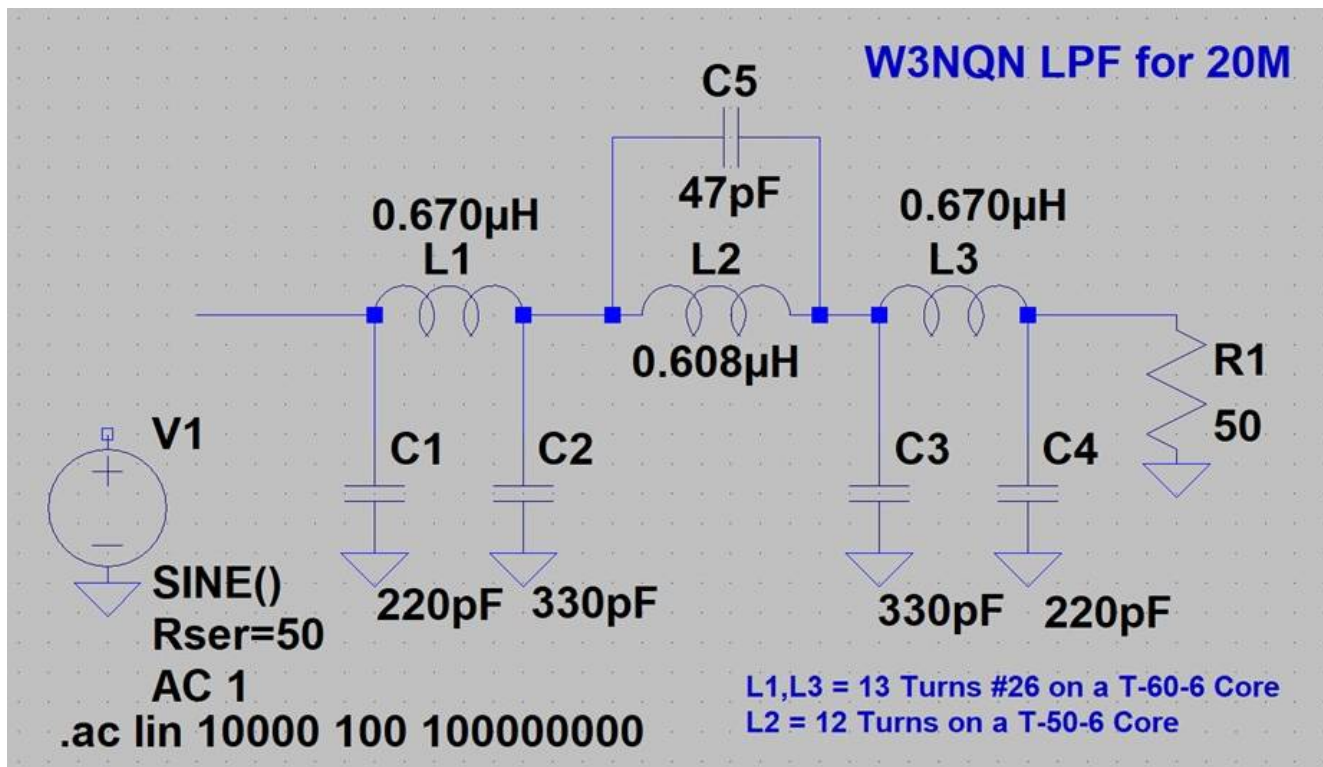 W3NQN LPF for 20M
C5
47pF
0.670µH
L1
L2
0.608µH
0.670µH
L3
R1
50
V1
C1
C2
C3
C4
SINE()
Rser=50
AC 1
.ac lin 10000 100 100000000
220pF
330pF
330pF
220pF
L1,L3 = 13 Turns #26 on a T-60-6 Core
L2 = 12 Turns on a T-50-6 Core